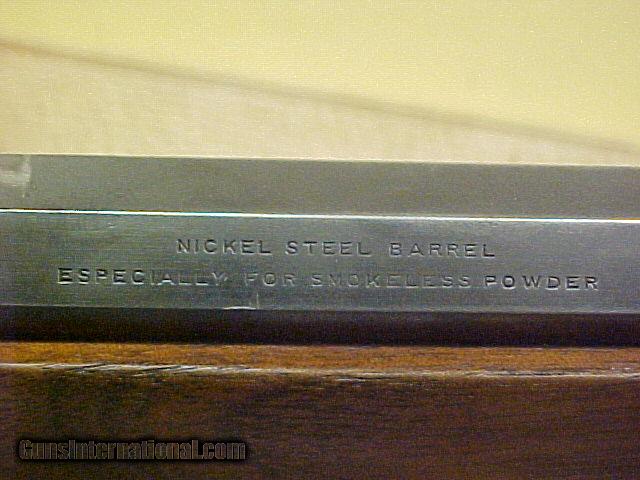 NICKEL STEEL BARREL
ESPECIALLY FOR SMOKELESS POWDER
GunsInternational.com